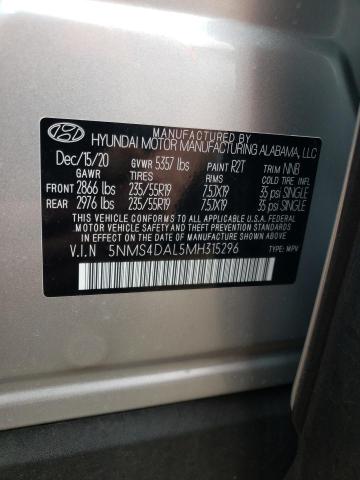 MANUFACTURED BY
HYUNDAI MOTOR MANUFACTURING ALABAMA, LLC
Dec/15/20 GVWR 5357 lbs PAINT R2T TRIM NNB
GAWR TIRES RIMS COLD TIRE INFL
FRONT 2866 lbs 235/55R19 7.5JX19 35 psi SINGLE
REAR 2976 lbs 235/55R19 7.5JX19 35 psi SINGLE
THIS VEHICLE CONFORMS TO ALL APPLICABLE U.S. FEDERAL MOTOR VEHICLE
SAFETY AND THEFT PREVENTION STANDARDS IN EFFECT ON THE DATE OF
MANUFACTURE SHOWN ABOVE.
V.I.N 5NMS4DAL5MH315296 TYPE: MPV